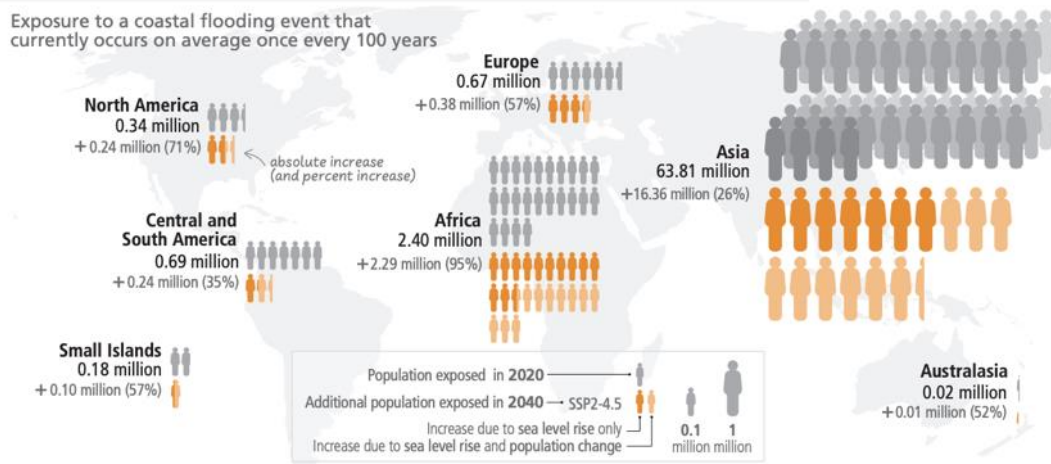 Exposure to a coastal flooding event that
currently occurs on average once every 100 years
North America
0.34 million
+0.24 million (71%)
absolute increase
(and percent increase)
Europe
0.67 million
+0.38 million (57%)
Asia
63.81 million
+16.36 million (26%)
Central and
South America
0.69 million
+0.24 million (35%)
Africa
2.40 million
+2.29 million (95%)
Small Islands
0.18 million
+0.10 million (57%)
Australasia
0.02 million
+0.01 million (52%)
Population exposed in 2020
Additional population exposed in 2040 SSP2-4.5
Increase due to sea level rise only
Increase due to sea level rise and population change
0.1 1
million million